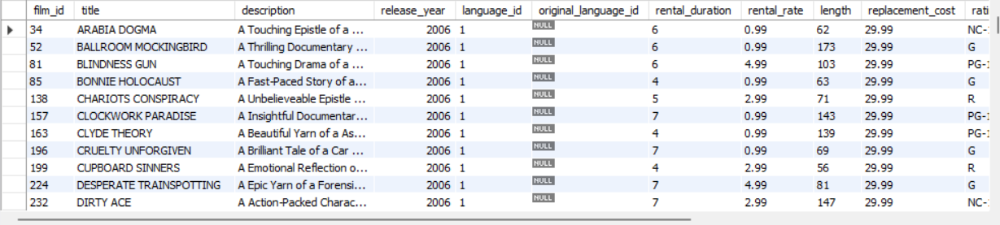 film_id title description release_year language_id original_language_id rental_duration rental_rate length replacement_cost rati
34 ARABIA DOGMA A Touching Epistle of a ... 2006 1 NULL 6 0.99 62 29.99 NC-
52 BALLROOM MOCKINGBIRD A Thrilling Documentary ... 2006 1 NULL 6 0.99 173 29.99 G
81 BLINDNESS GUN A Touching Drama of a ... 2006 1 NULL 6 4.99 103 29.99 PG-
85 BONNIE HOLOCAUST A Fast-Paced Story of a... 2006 1 NULL 4 0.99 63 29.99 G
138 CHARIOTS CONSPIRACY A Unbelieveable Epistle ... 2006 1 NULL 5 2.99 71 29.99 R
157 CLOCKWORK PARADISE A Insightful Documentar... 2006 1 NULL 7 0.99 143 29.99 PG-
163 CLYDE THEORY A Beautiful Yarn of a As... 2006 1 NULL 4 0.99 139 29.99 PG-
196 CRUELTY UNFORGIVEN A Brilliant Tale of a Car ... 2006 1 NULL 7 0.99 69 29.99 G
199 CUPBOARD SINNERS A Emotional Reflection o... 2006 1 NULL 4 2.99 56 29.99 R
224 DESPERATE TRAINSPOTTING A Epic Yarn of a Forensi... 2006 1 NULL 7 4.99 81 29.99 G
232 DIRTY ACE A Action-Packed Charac... 2006 1 NULL 7 2.99 147 29.99 NC-